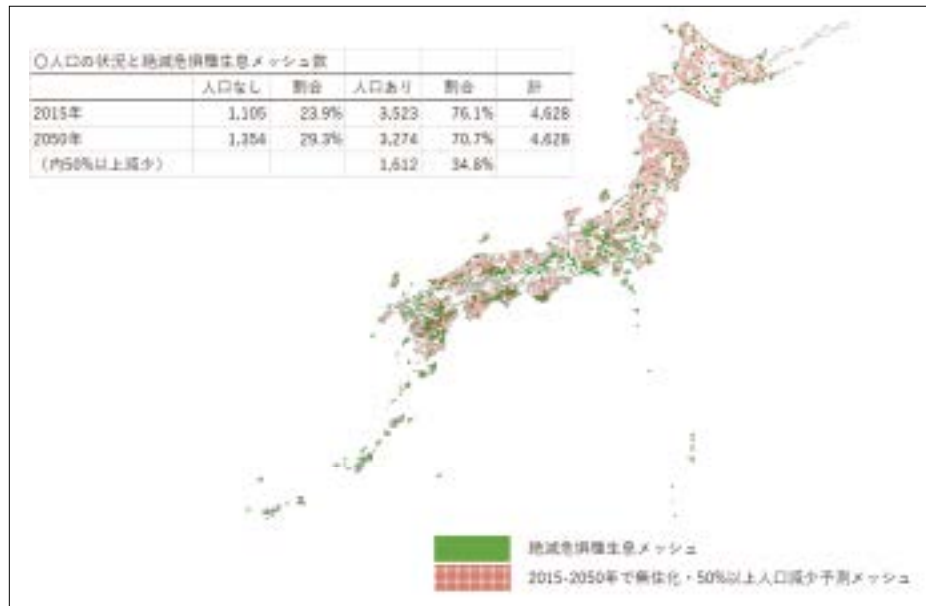 〇人口の状況と絶滅危惧種生息メッシュ数
人口なし 割合 人口あり 割合 計
2015年 1,105 23.9% 3,523 76.1% 4,628
2050年 1,354 29.3% 3,274 70.7% 4,628
(内50%以上減少) 1,612 34.8%
絶滅危惧種生息メッシュ
2015-2050年で無住化・50%以上人口減少予測メッシュ